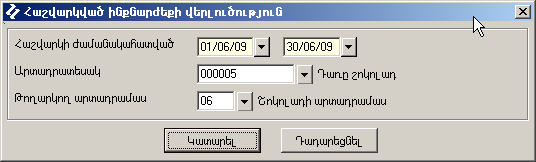 Հաշվարկված ինքնարժեքի վերլուծություն
Հաշվարկի ժամանակահատված 01/06/09 30/06/09
Արտադրատեսակ 000005 Դառը շոկոլադ
Թողարկող արտադրամաս 06 Շոկոլադի արտադրամաս
Կատարել Դադարեցնել